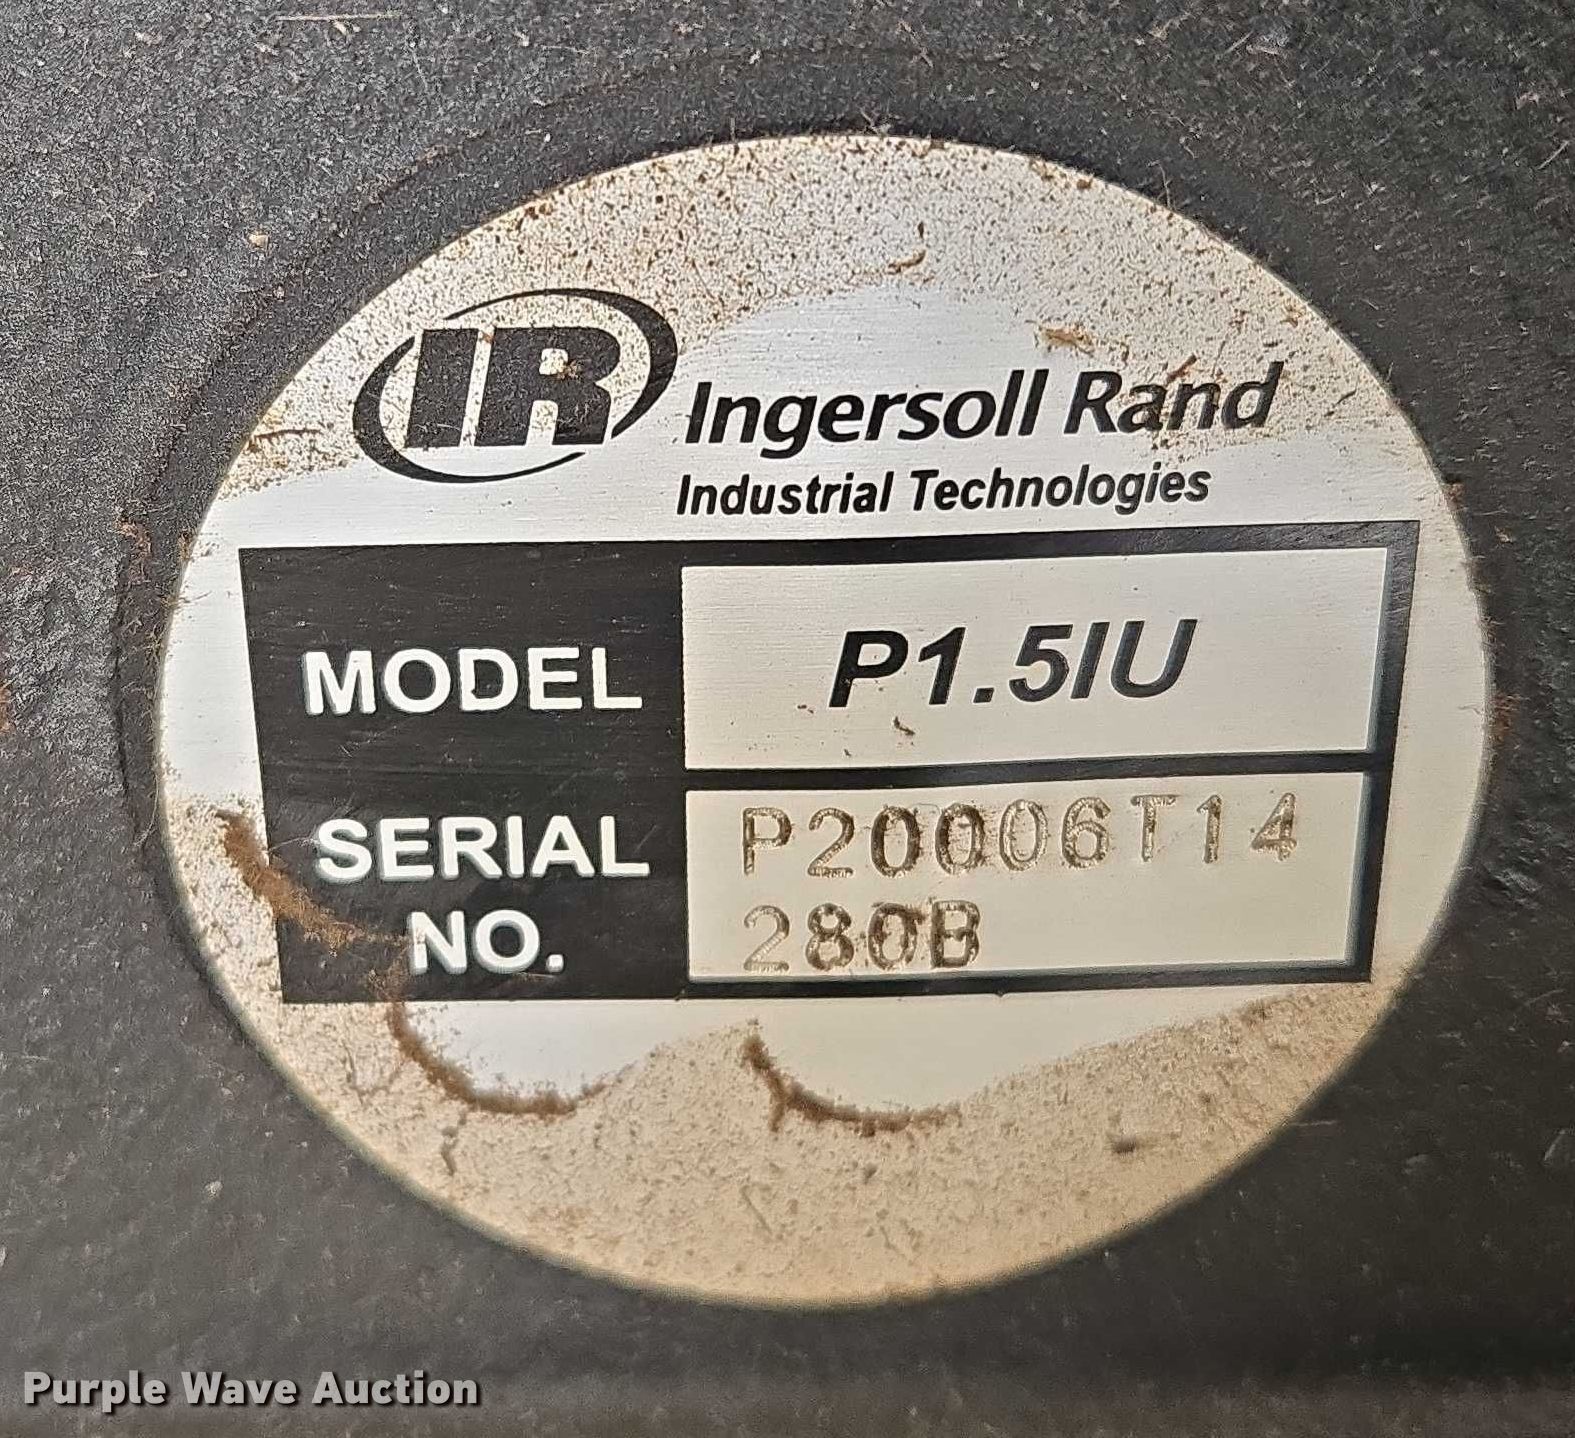 IR Ingersoll Rand
Industrial Technologies
MODEL P1.5IU
SERIAL NO. P20006T14
280B
Purple Wave Auction